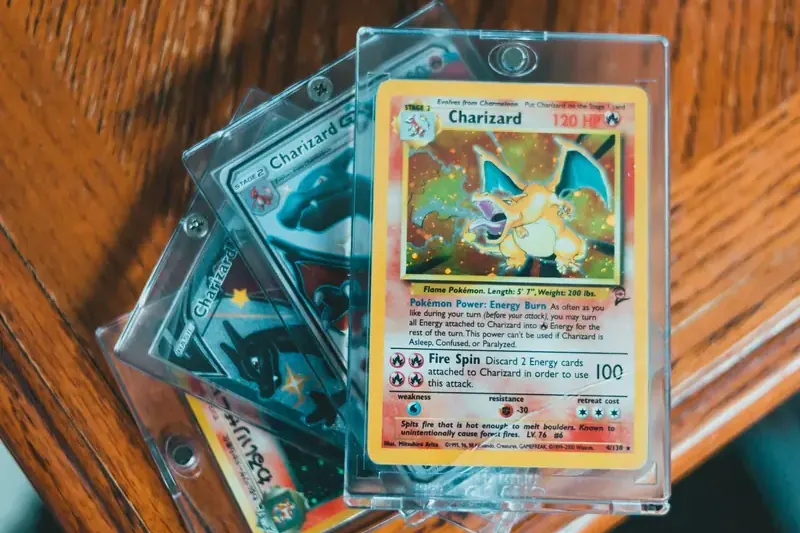 STAGE 2
Evolves from Charmeleon
Put Charizard on the Stage 1 card
Charizard
120 HP
Flame Pokémon. Length: 5' 7", Weight: 200 lbs.
Pokémon Power: Energy Burn As often as you
like during your turn (before your attack), you may turn
all Energy attached to Charizard into Energy for the
rest of the turn. This power can't be used if Charizard is
Asleep, Confused, or Paralyzed.
Fire Spin Discard 2 Energy cards
attached to Charizard in order to use
this attack.
100
weakness
resistance
retreat cost
-30
Spits fire that is hot enough to melt boulders. Known to
unintentionally cause forest fires. LV. 76 #6
Illus. Mitsuhiro Arita
4/130
STAGE 2
Charizard
Charizard